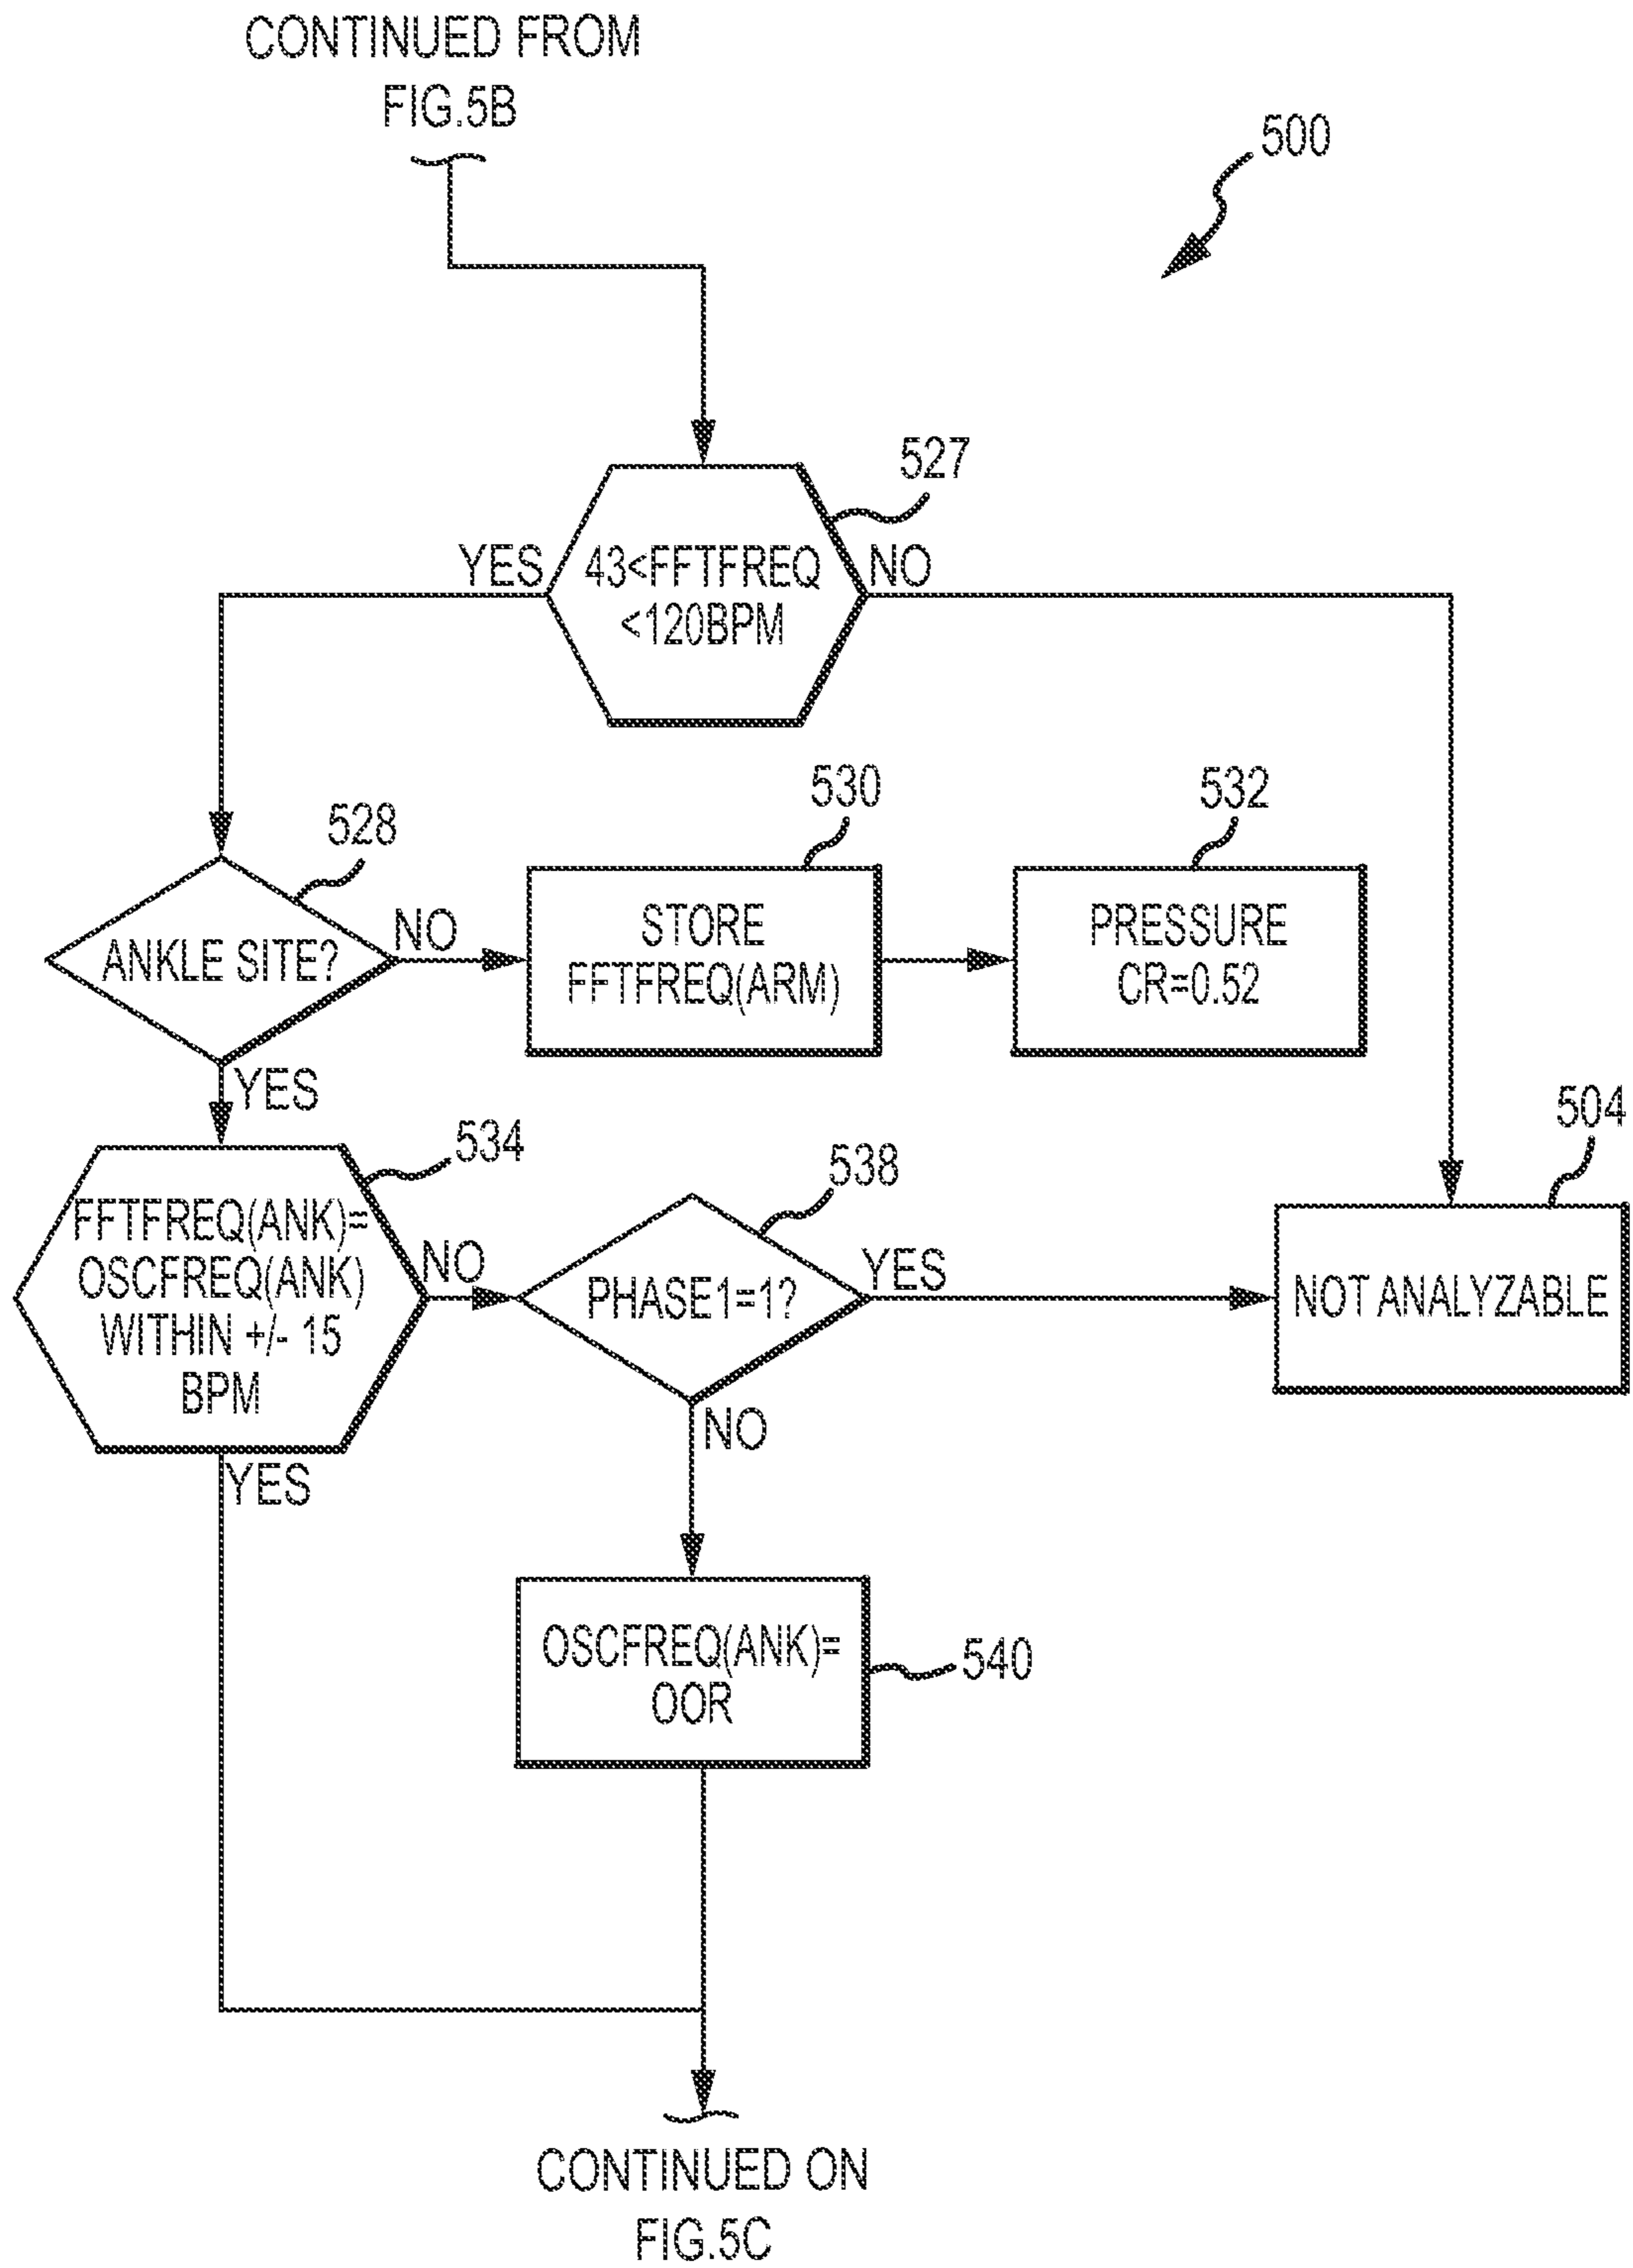 CONTINUED FROM
FIG.5B
500
527
YES
43<FFTFREQ
<120BPM
NO
530
532
528
ANKLE SITE?
NO
STORE
FFTFREQ(ARM)
PRESSURE
CR=0.52
YES
504
534
538
FFTFREQ(ANK)=
OSCFREQ(ANK)
WITHIN +/- 15
BPM
NO
PHASE1=1?
YES
NOT ANALYZABLE
NO
YES
OSCFREQ(ANK)=
OOR
540
CONTINUED ON
FIG.5C